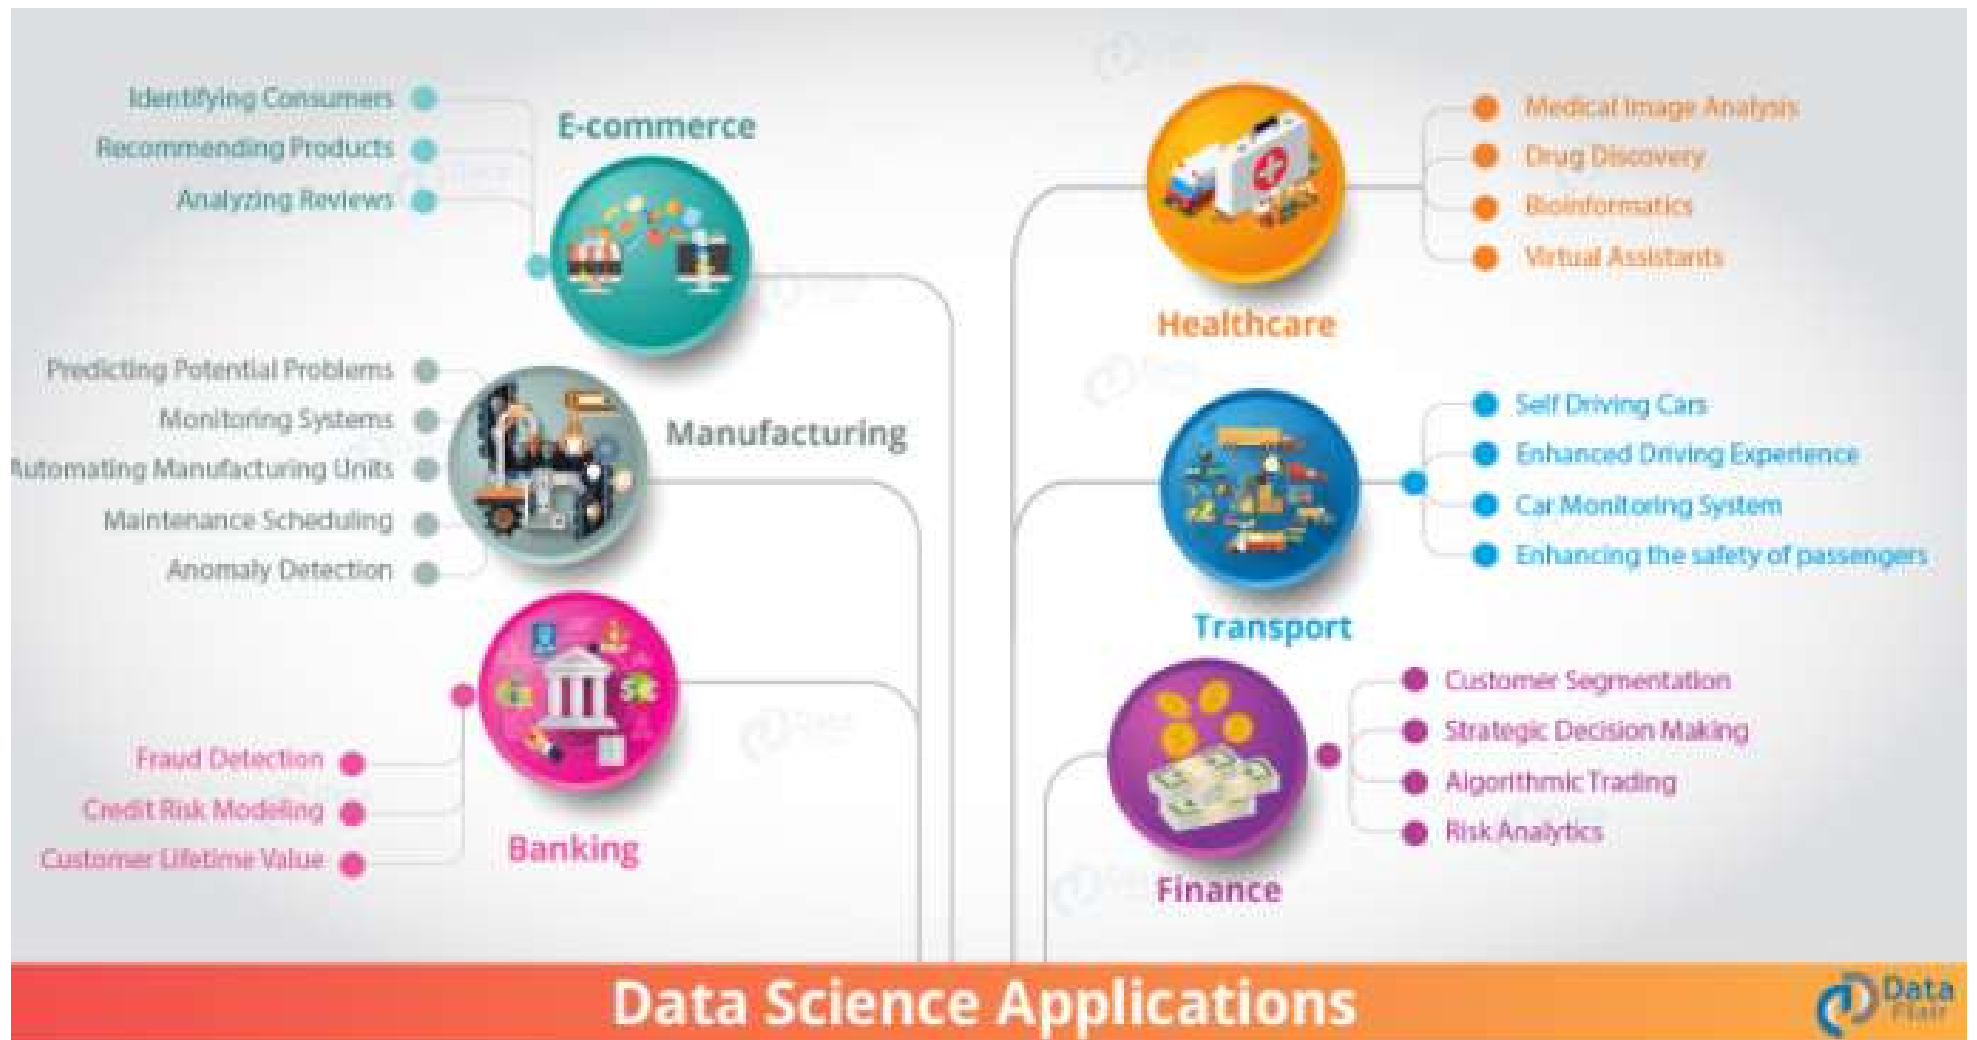 Identifying Consumers
Recommending Products
Analyzing Reviews
E-commerce
Predicting Potential Problems
Monitoring Systems
Automating Manufacturing Units
Maintenance Scheduling
Anomaly Detection
Manufacturing
Fraud Detection
Credit Risk Modeling
Customer Lifetime Value
Banking
Medical Image Analysis
Drug Discovery
Bioinformatics
Virtual Assistants
Healthcare
Self Driving Cars
Enhanced Driving Experience
Car Monitoring System
Enhancing the safety of passengers
Transport
Customer Segmentation
Strategic Decision Making
Algorithmic Trading
Risk Analytics
Finance
Data Science Applications
Data
Flair